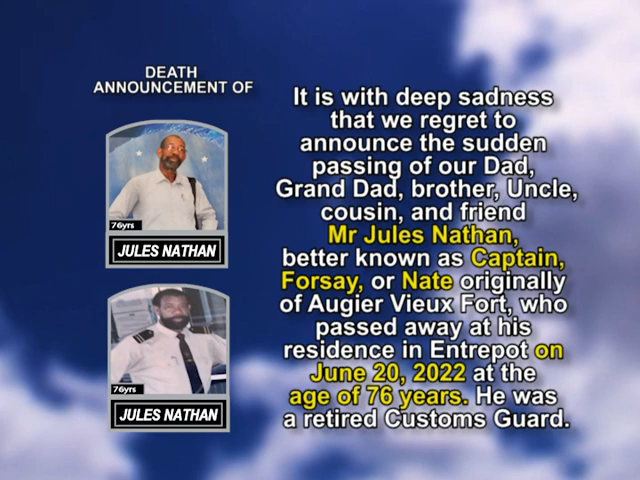 DEATH
ANNOUNCEMENT OF
76yrs
JULES NATHAN
76yrs
JULES NATHAN
It is with deep sadness
that we regret to
announce the sudden
passing of our Dad,
Grand Dad, brother, Uncle,
cousin, and friend
Mr Jules Nathan,
better known as Captain,
Forsay, or Nate originally
of Augier Vieux Fort, who
passed away at his
residence in Entrepot on
June 20, 2022 at the
age of 76 years. He was
a retired Customs Guard.